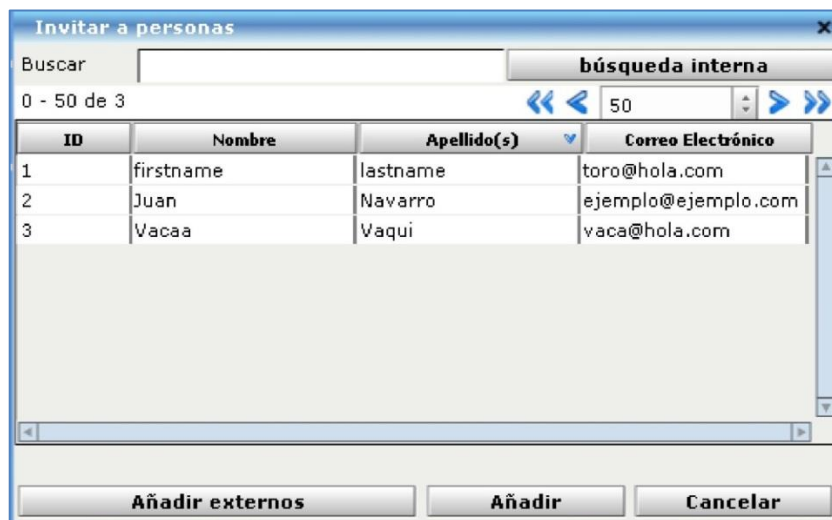 Invitar a personas
Buscar búsqueda interna
0 - 50 de 3 50
ID Nombre Apellido(s) Correo Electrónico
1 firstname lastname toro@hola.com
2 Juan Navarro ejemplo@ejemplo.com
3 Vacaa Vaqui vaca@hola.com
Añadir externos Añadir Cancelar